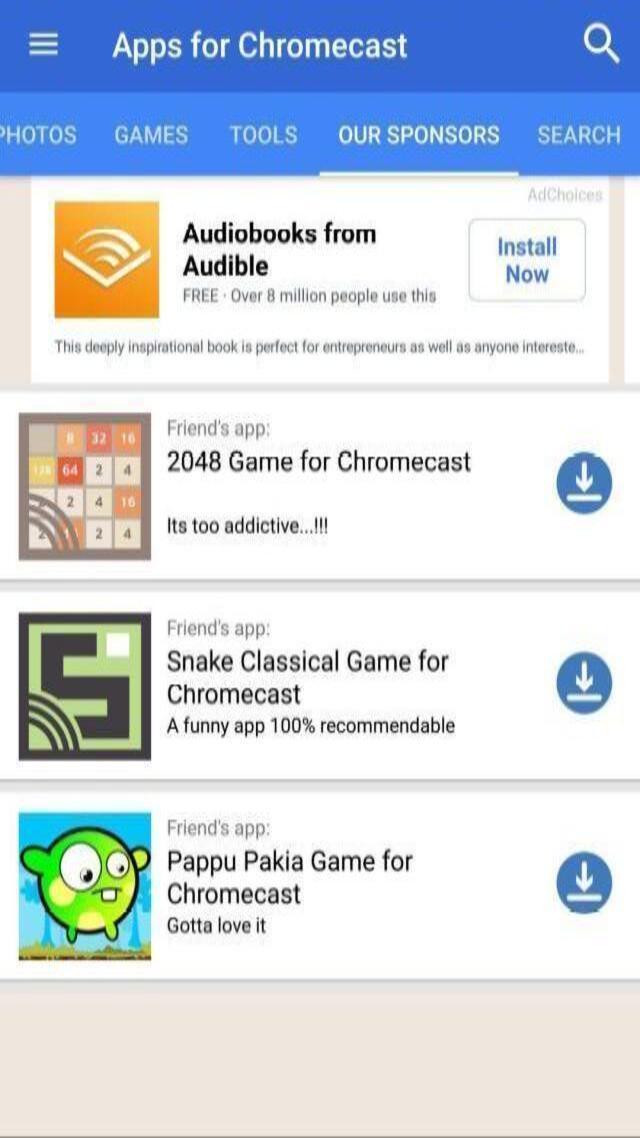 Apps for Chromecast
PHOTOS GAMES TOOLS OUR SPONSORS SEARCH
AdChoices
Audiobooks from
Audible
Install
Now
FREE · Over 8 million people use this
This deeply inspirational book is perfect for entrepreneurs as well as anyone intereste...
8 32 16
128 64 2 4
2 4 16
2 4
Friend's app:
2048 Game for Chromecast
Its too addictive...!!!
Friend's app:
Snake Classical Game for
Chromecast
A funny app 100% recommendable
Friend's app:
Pappu Pakia Game for
Chromecast
Gotta love it